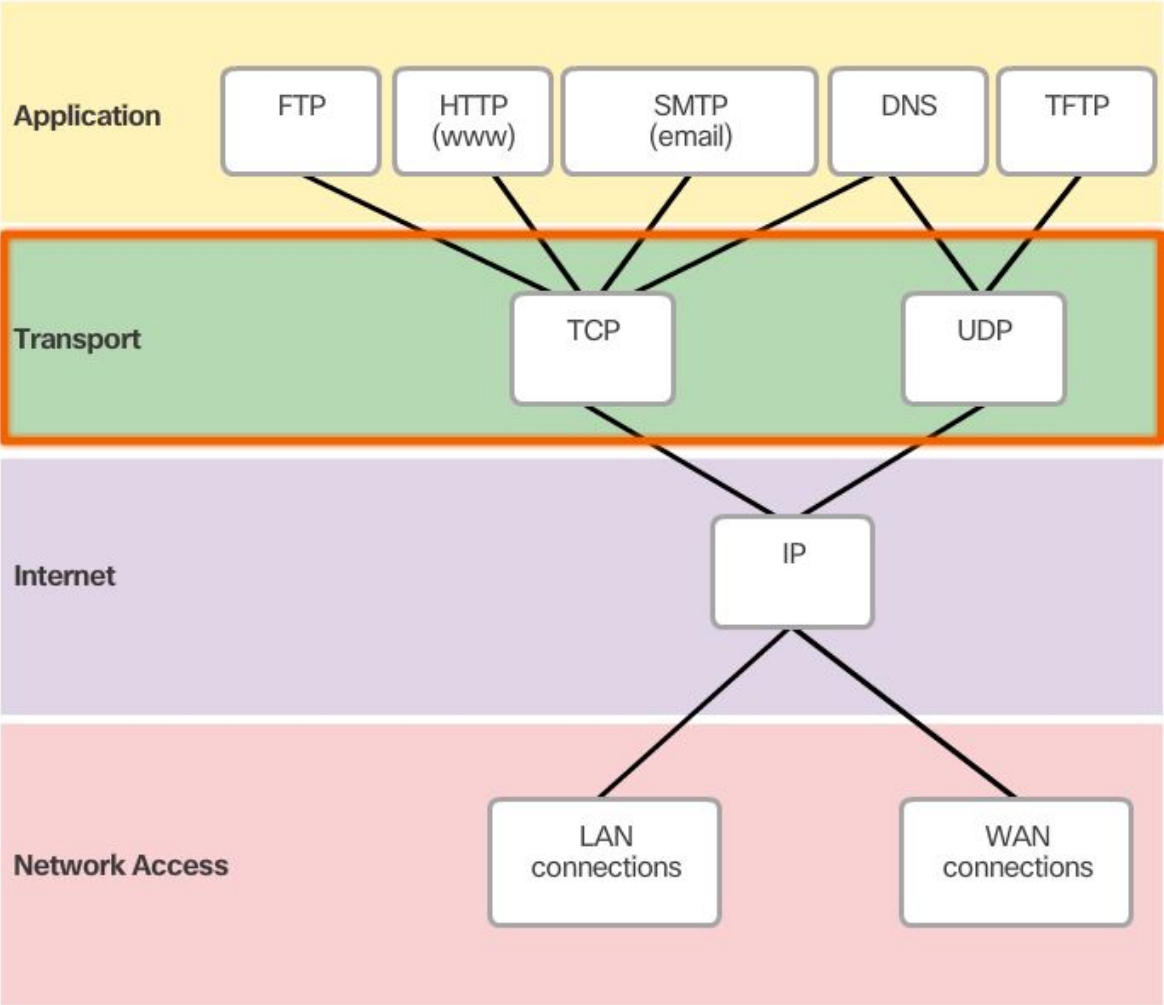 Application
FTP
HTTP
(www)
SMTP
(email)
DNS
TFTP
Transport
TCP
UDP
Internet
IP
Network Access
LAN
connections
WAN
connections